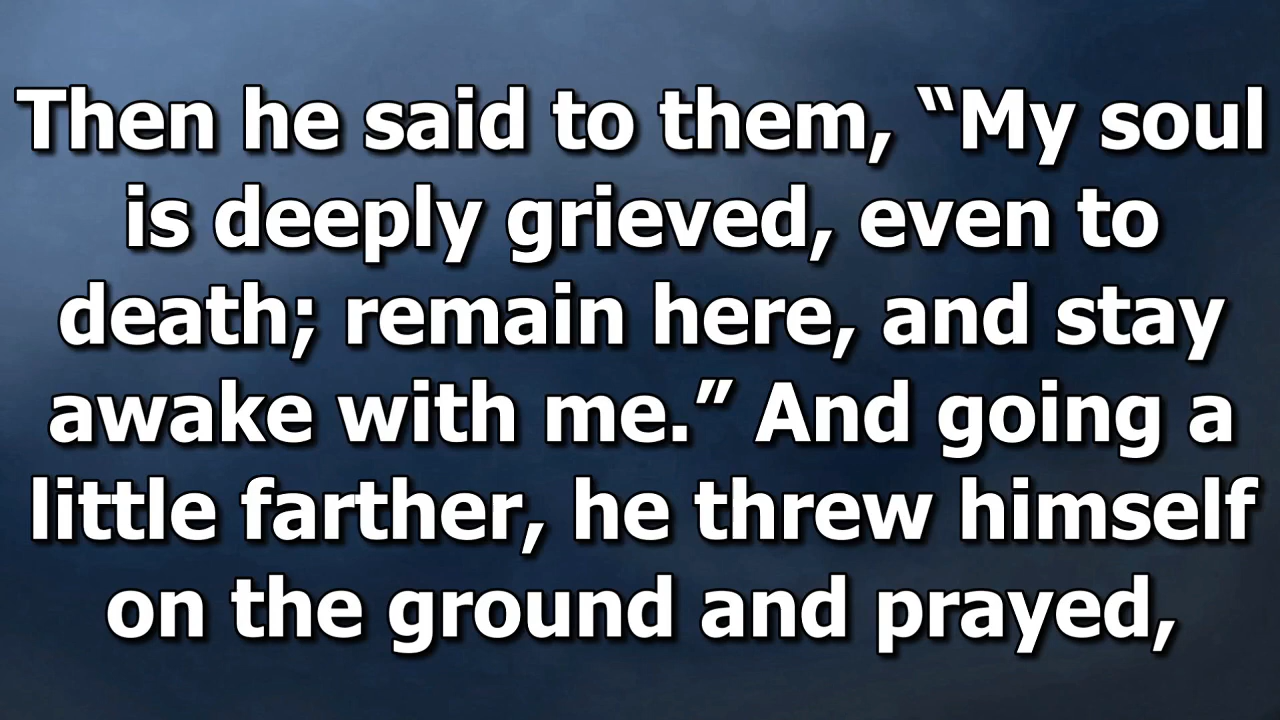 Then he said to them, “My soul
is deeply grieved, even to
death; remain here, and stay
awake with me.” And going a
little farther, he threw himself
on the ground and prayed,